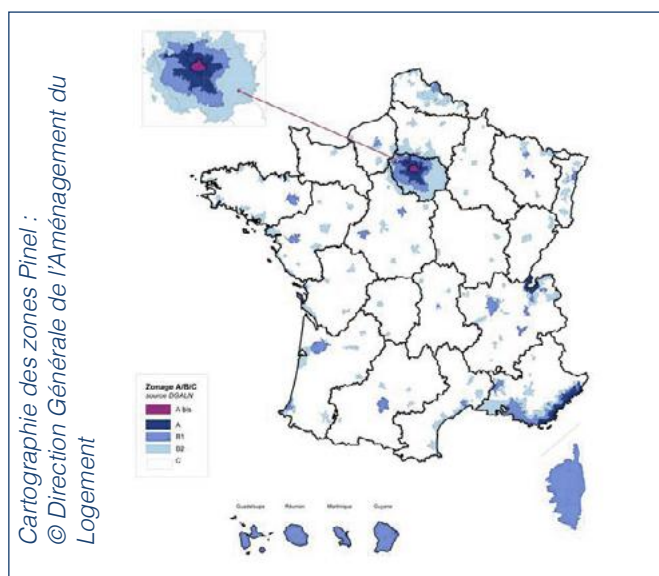 Cartographie des zones Pinel :
© Direction Générale de l'Aménagement du
Logement
Zonage A/B/C
source DGALN
A bis
A
B1
B2
C
Guadeloupe
Réunion
Martinique
Guyane